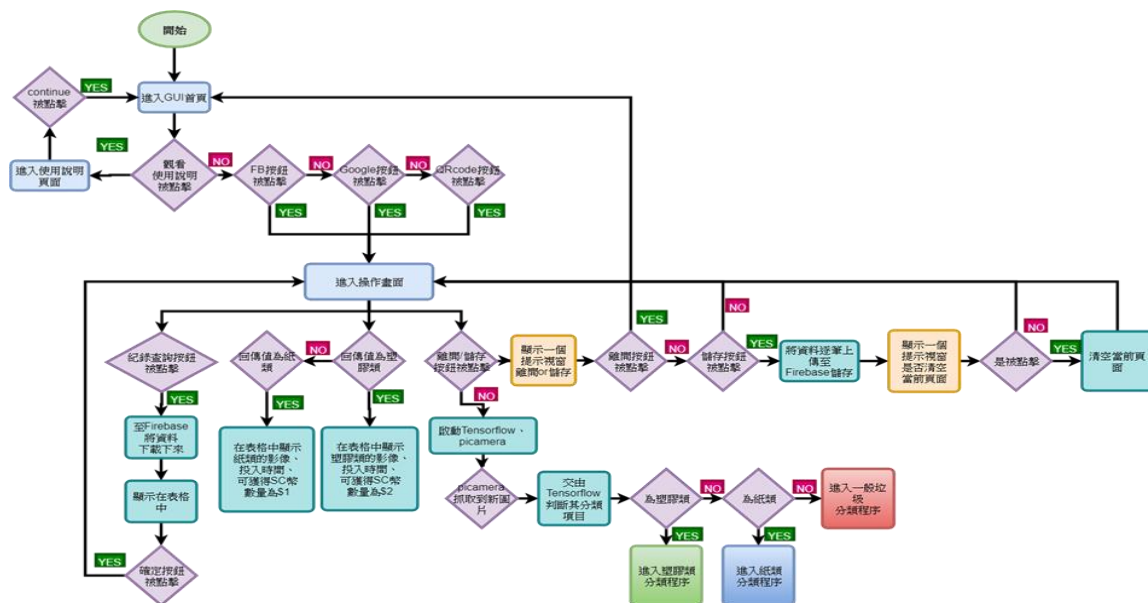 開始
continue
被點擊
YES
進入GUI首頁
進入使用說明
頁面
YES
觀看
使用說明
被點擊
NO
FB按鈕
被點擊
NO
Google按鈕
被點擊
NO
QRcode按鈕
被點擊
YES
YES
YES
進入操作畫面
紀錄查詢按鈕
被點擊
YES
至Firebase
將資料
下載下來
顯示在表格
中
確定按鈕
被點擊
YES
回傳值為紙
類
NO
回傳值為塑
膠類
YES
YES
在表格中顯示
紙類的影像、
投入時間、
可獲得SC幣
數量為$1
在表格中顯示
塑膠類的影像、
投入時間、
可獲得SC幣
數量為$2
離開/儲存
按鈕被點擊
NO
顯示一個
提示視窗
離開or儲存
離開按鈕
被點擊
YES
儲存按鈕
被點擊
NO
YES
將資料逐筆上
傳至
Firebase儲存
顯示一個
提示視窗
是否清空
當前頁面
是被點擊
NO
YES
清空當前頁
面
啟動Tensorflow、
picamera
picamera
抓取到新圖
片
交由
Tensorflow
判斷其分類
項目
為塑膠類
NO
為紙類
NO
進入一般垃
圾
分類程序
YES
YES
進入塑膠類
分類程序
進入紙類
分類程序